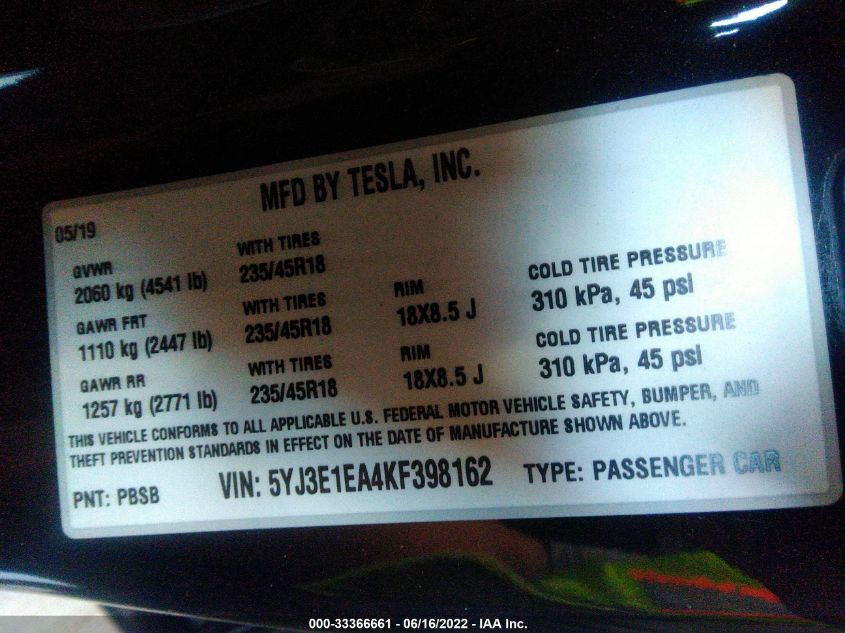 MFD BY TESLA, INC.
05/19
GVWR
2060 kg (4541 lb)
WITH TIRES
235/45R18
GAWR FRT
1110 kg (2447 lb)
WITH TIRES
235/45R18
RIM
18X8.5 J
COLD TIRE PRESSURE
310 kPa, 45 psi
GAWR RR
1257 kg (2771 lb)
WITH TIRES
235/45R18
RIM
18X8.5 J
COLD TIRE PRESSURE
310 kPa, 45 psi
THIS VEHICLE CONFORMS TO ALL APPLICABLE U.S. FEDERAL MOTOR VEHICLE SAFETY, BUMPER, AND
THEFT PREVENTION STANDARDS IN EFFECT ON THE DATE OF MANUFACTURE SHOWN ABOVE.
PNT: PBSB
VIN: 5YJ3E1EA4KF398162
TYPE: PASSENGER CAR
000-33366661 - 06/16/2022 - IAA Inc.